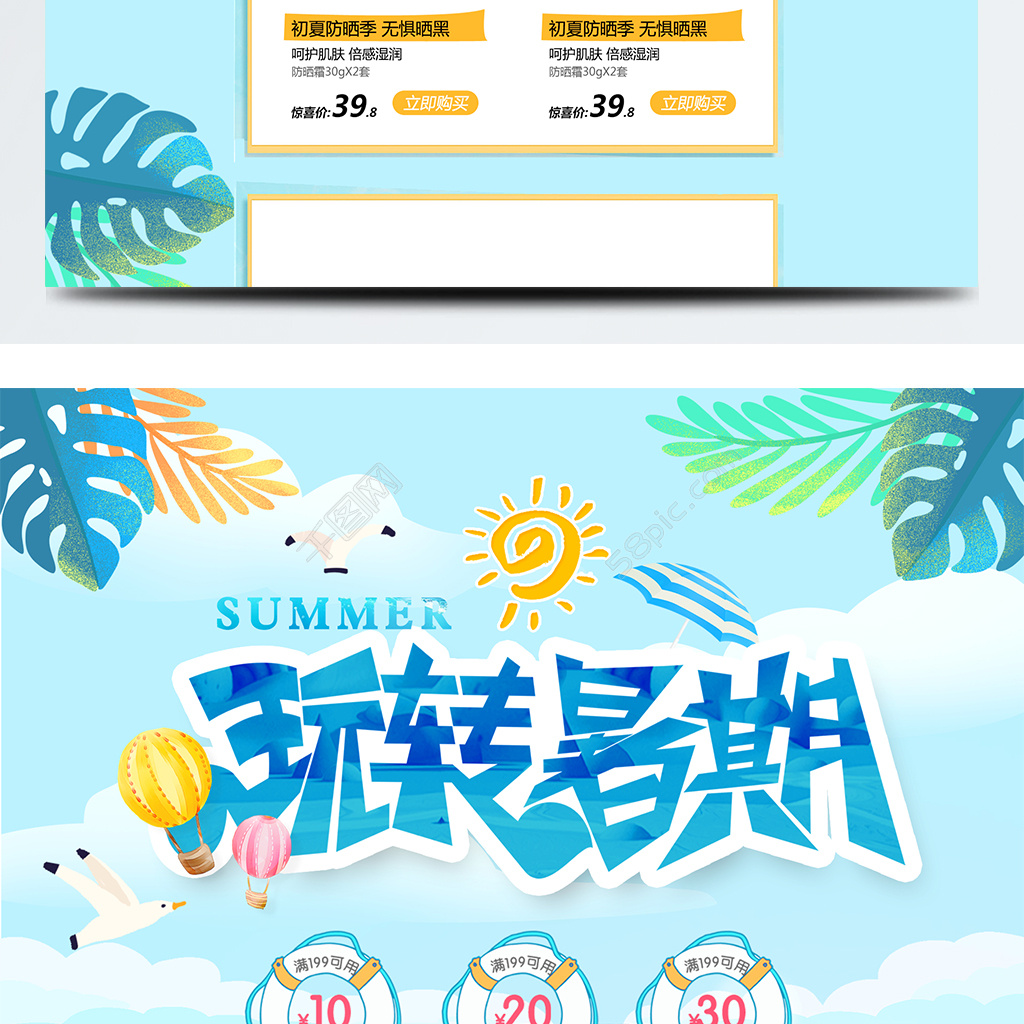 初夏防晒季 无惧晒黑
呵护肌肤 倍感湿润
防晒霜30gX2套
惊喜价:39.8
立即购买
初夏防晒季 无惧晒黑
呵护肌肤 倍感湿润
防晒霜30gX2套
惊喜价:39.8
立即购买
千图网
58pic.com
SUMMER
玩转暑期
满199可用
¥10
满199可用
¥20
满199可用
¥30